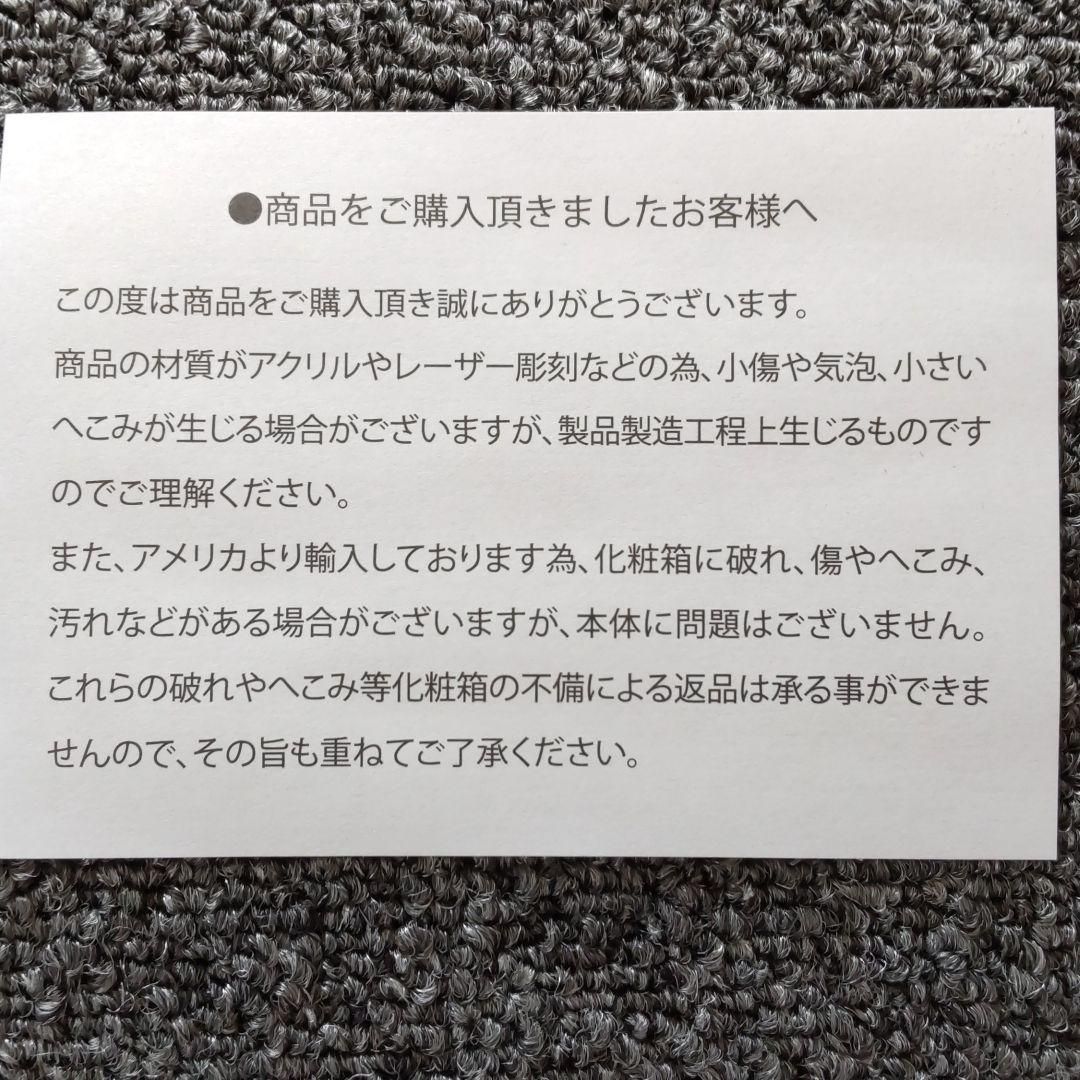 ●商品をご購入頂きましたお客様へ
この度は商品をご購入頂き誠にありがとうございます。
商品の材質がアクリルやレーザー彫刻などの為、小傷や気泡、小さい
へこみが生じる場合がございますが、製品製造工程上生じるものです
のでご理解ください。
また、アメリカより輸入しております為、化粧箱に破れ、傷やへこみ、
汚れなどがある場合がございますが、本体に問題はございません。
これらの破れやへこみ等化粧箱の不備による返品は承る事ができま
せんので、その旨も重ねてご了承ください。